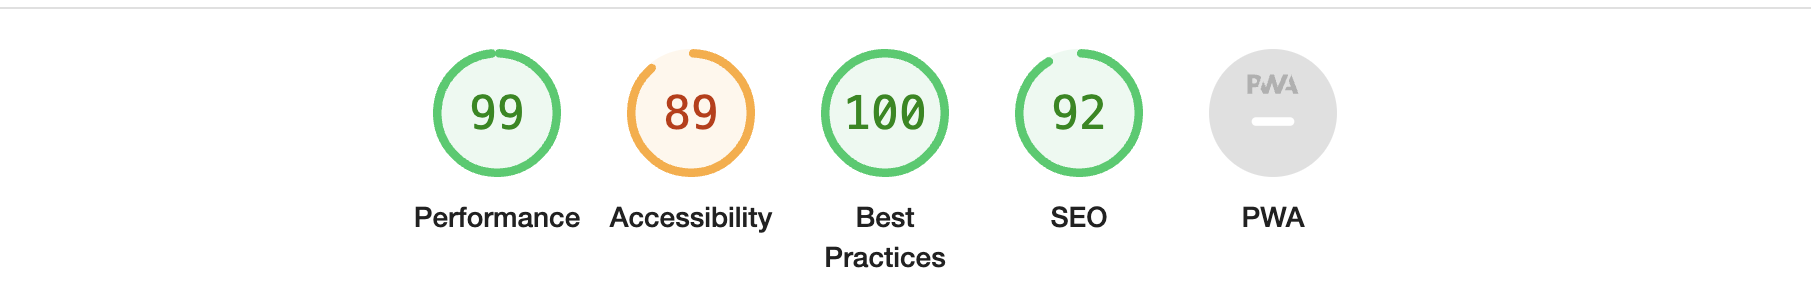 99
89
100
92
PWA
Performance
Accessibility
Best
Practices
SEO
PWA